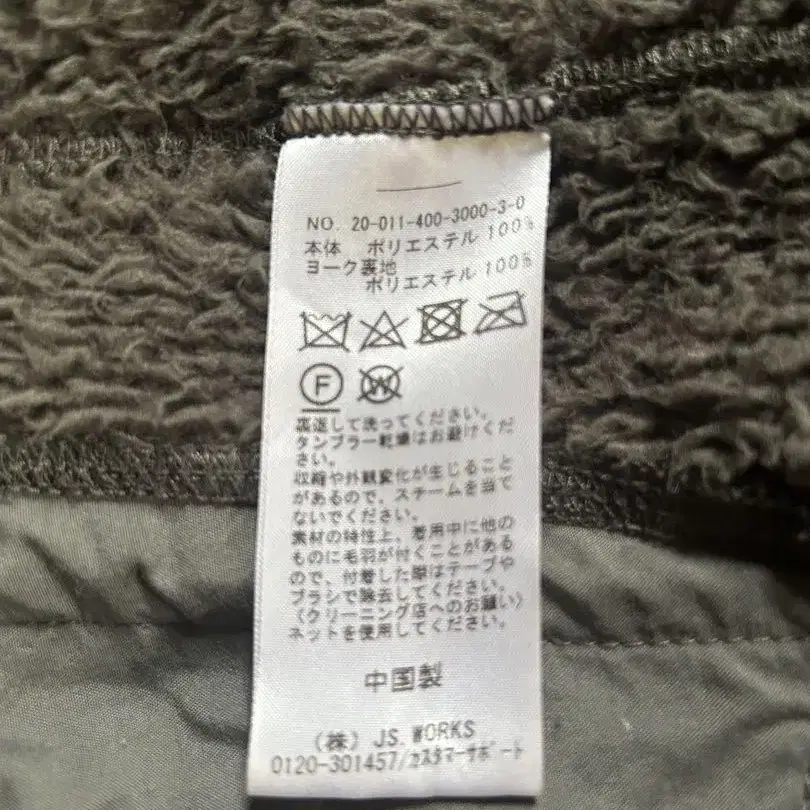 NO. 20-011-400-3000-3-0
本体 ポリエステル 100%
ヨーク裏地
ポリエステル 100%
F W
裏返して洗ってください。
タンブラー乾燥はお避けくだ
さい。
収縮や外観変化が生じること
があるので、スチームを当て
ないでください。
素材の特性上、着用中に他の
ものに毛羽が付くことがある
ので、付着した際はテープや
ブラシで除去してください。
〈クリーニング店へのお願い〉
ネットを使用してください。
中国製
(株) JS. WORKS
0120-301457/カスタマーサポート